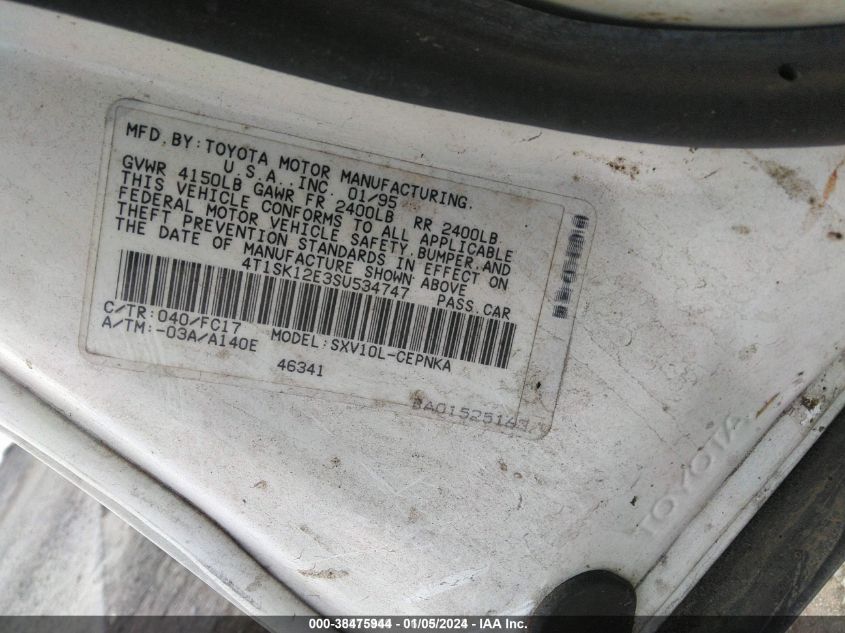 MFD. BY: TOYOTA MOTOR MANUFACTURING.
U.S.A., INC. 01/95
GVWR 4150LB GAWR FR 2400LB RR 2400LB
THIS VEHICLE CONFORMS TO ALL APPLICABLE
FEDERAL MOTOR VEHICLE SAFETY, BUMPER, AND
THEFT PREVENTION STANDARDS IN EFFECT ON
THE DATE OF MANUFACTURE SHOWN ABOVE
4T1SK12E3SU534747 PASS. CAR
C/TR: 040/FC17 MODEL: SXV10L-CEPNKA
A/TM: -03A/A140E
46341
TOYOTA
000-38475944 - 01/05/2024 - IAA Inc.